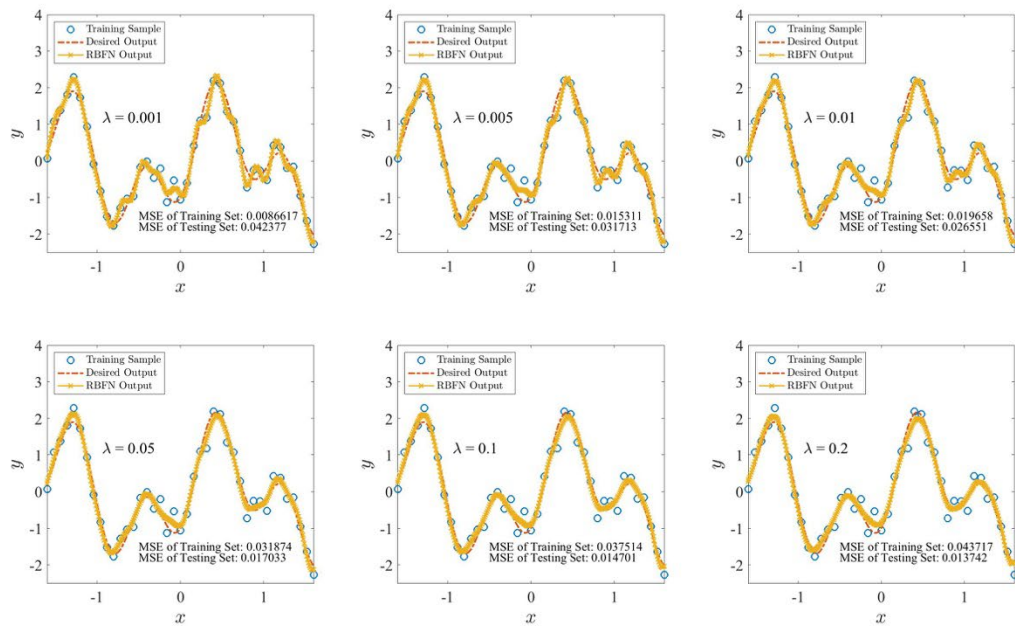 4
3
2
1
0
-1
-2
y
Training Sample
Desired Output
RBFN Output
λ = 0.001
MSE of Training Set: 0.0086617
MSE of Testing Set: 0.042377
-1 0 1
x
4
3
2
1
0
-1
-2
y
Training Sample
Desired Output
RBFN Output
λ = 0.005
MSE of Training Set: 0.015311
MSE of Testing Set: 0.031713
-1 0 1
x
4
3
2
1
0
-1
-2
y
Training Sample
Desired Output
RBFN Output
λ = 0.01
MSE of Training Set: 0.019658
MSE of Testing Set: 0.026551
-1 0 1
x
4
3
2
1
0
-1
-2
y
Training Sample
Desired Output
RBFN Output
λ = 0.05
MSE of Training Set: 0.031874
MSE of Testing Set: 0.017033
-1 0 1
x
4
3
2
1
0
-1
-2
y
Training Sample
Desired Output
RBFN Output
λ = 0.1
MSE of Training Set: 0.037514
MSE of Testing Set: 0.014701
-1 0 1
x
4
3
2
1
0
-1
-2
y
Training Sample
Desired Output
RBFN Output
λ = 0.2
MSE of Training Set: 0.043717
MSE of Testing Set: 0.013742
-1 0 1
x